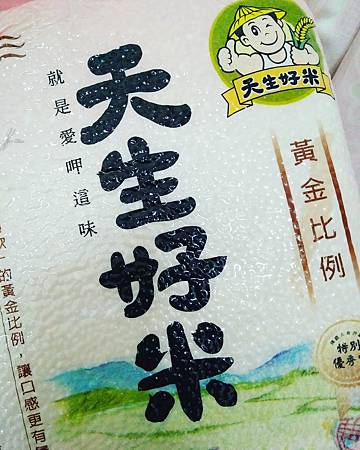 天生好米
黃金比例
天生好米
就是愛呷這味
的黃金比例，讓口感更有
特別
優秀